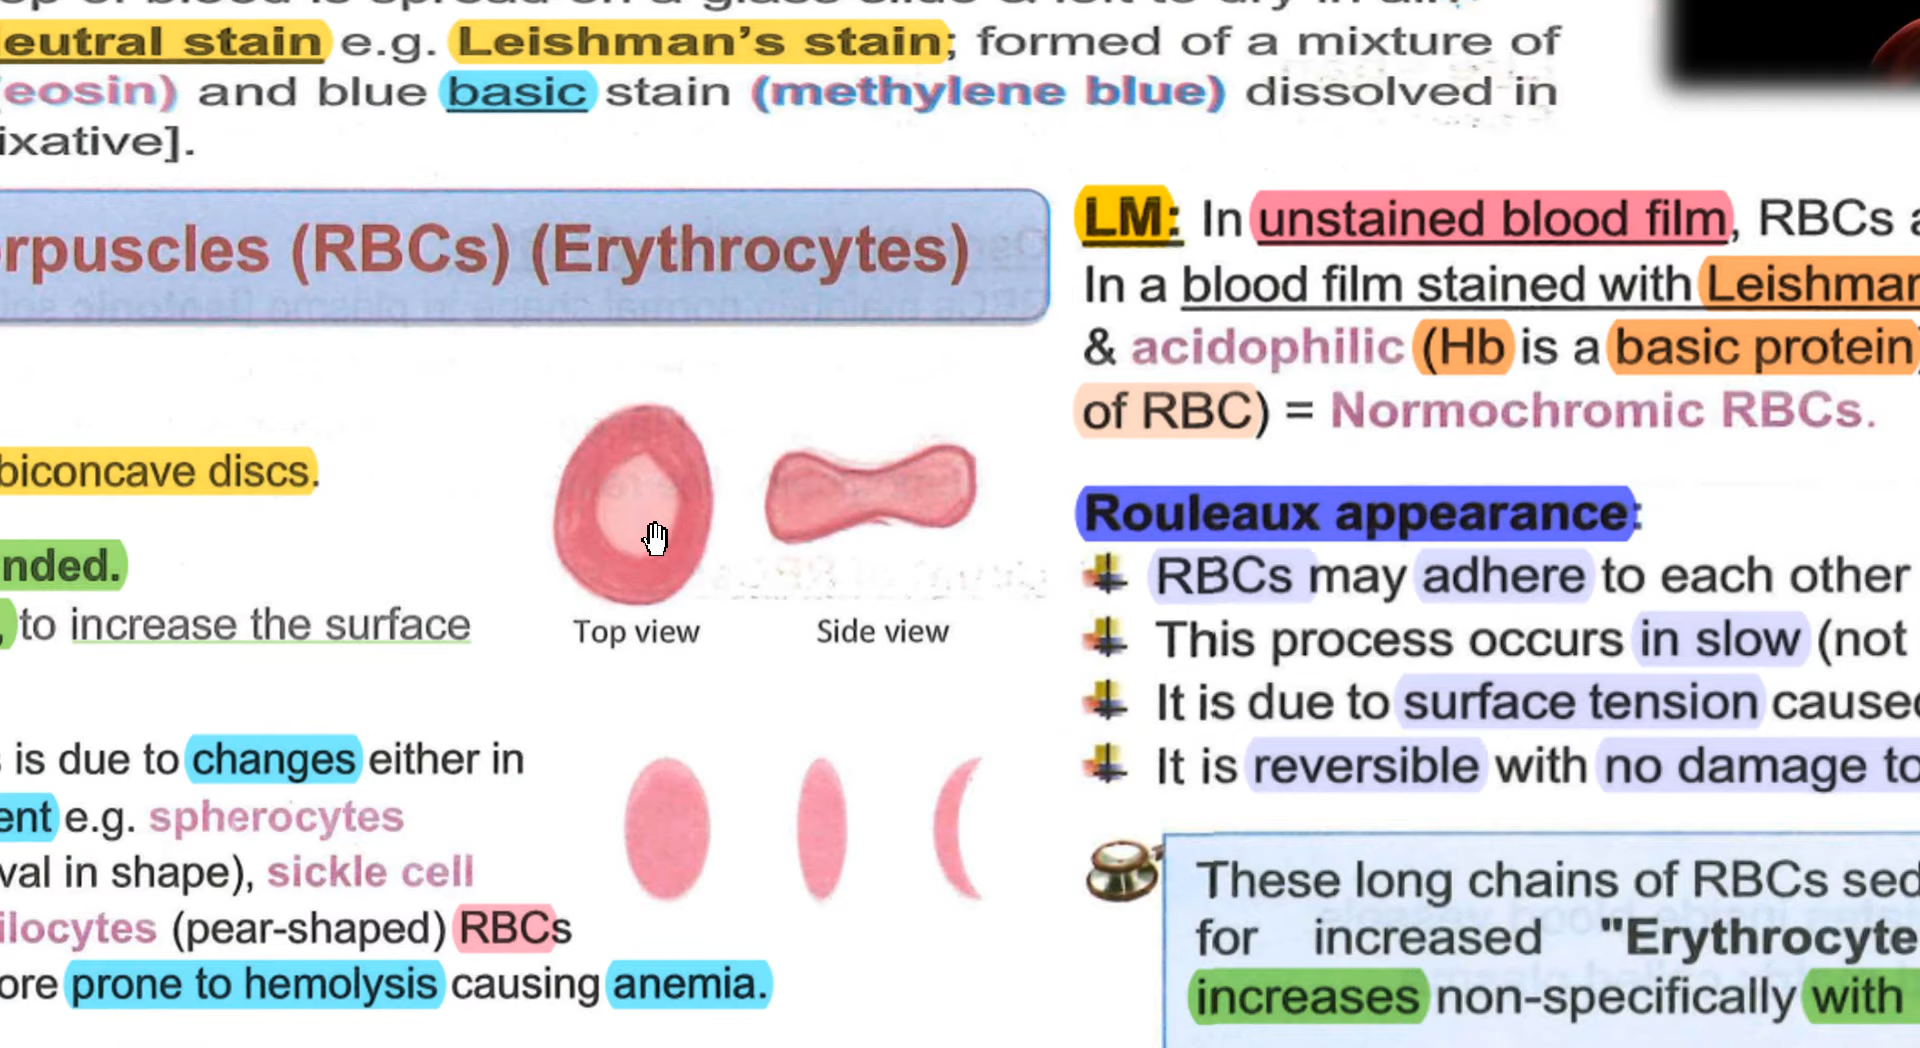 eutral stain e.g. Leishman's stain; formed of a mixture of
(eosin) and blue basic stain (methylene blue) dissolved in
ixative].
rpuscles (RBCs) (Erythrocytes)
biconcave discs.
nded.
, to increase the surface
Top view
Side view
is due to changes either in
ent e.g. spherocytes
val in shape), sickle cell
ilocytes (pear-shaped) RBCs
ore prone to hemolysis causing anemia.
LM: In unstained blood film, RBCs a
In a blood film stained with Leishmar
& acidophilic (Hb is a basic protein)
of RBC) = Normochromic RBCs.
Rouleaux appearance:
RBCs may adhere to each other
This process occurs in slow (not
It is due to surface tension cause
It is reversible with no damage to
These long chains of RBCs sed
for increased "Erythrocyte
increases non-specifically with